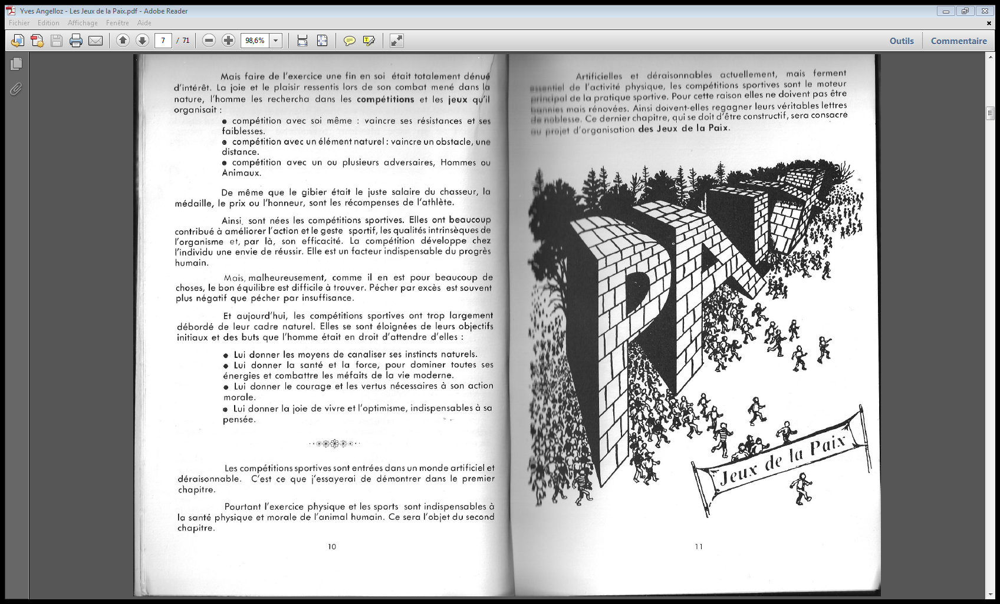 Yves Angelloz - Les Jeux de la Paix.pdf - Adobe Reader
Fichier Edition Affichage Fenêtre Aide
7 / 71 98,6% Outils Commentaire
Mais faire de l'exercice une fin en soi était totalement dénué
d'intérêt. La joie et le plaisir ressentis lors de son combat mené dans la
nature, l'homme les rechercha dans les compétitions et les jeux qu'il
organisait :
● compétition avec soi même : vaincre ses résistances et ses
faiblesses.
● compétition avec un élément naturel : vaincre un obstacle, une
distance.
● compétition avec un ou plusieurs adversaires, Hommes ou
Animaux.
De même que le gibier était le juste salaire du chasseur, la
médaille, le prix ou l'honneur, sont les récompenses de l'athlète.
Ainsi, sont nées les compétitions sportives. Elles ont beaucoup
contribué à améliorer l'action et le geste sportif, les qualités intrinsèques de
l'organisme et, par là, son efficacité. La compétition développe chez
l'individu une envie de réussir. Elle est un facteur indispensable du progrès
humain.
Mais, malheureusement, comme il en est pour beaucoup de
choses, le bon équilibre est difficile à trouver. Pécher par excès est souvent
plus négatif que pécher par insuffisance.
Et aujourd'hui, les compétitions sportives ont trop largement
débordé de leur cadre naturel. Elles se sont éloignées de leurs objectifs
initiaux et des buts que l'homme était en droit d'attendre d'elles :
● Lui donner les moyens de canaliser ses instincts naturels.
● Lui donner la santé et la force, pour dominer toutes ses
énergies et combattre les méfaits de la vie moderne.
● Lui donner le courage et les vertus nécessaires à son action
morale.
● Lui donner la joie de vivre et l'optimisme, indispensables à sa
pensée.
Les compétitions sportives sont entrées dans un monde artificiel et
déraisonnable. C'est ce que j'essayerai de démontrer dans le premier
chapitre.
Pourtant l'exercice physique et les sports sont indispensables à
la santé physique et morale de l'animal humain. Ce sera l'objet du second
chapitre.
10
Artificielles et déraisonnables actuellement, mais ferment
essentiel de l'activité physique, les compétitions sportives sont le moteur
principal de la pratique sportive. Pour cette raison elles ne doivent pas être
bannies mais rénovées. Ainsi doivent-elles regagner leurs véritables lettres
de noblesse. Ce dernier chapitre, qui se doit d'être constructif, sera consacré
au projet d'organisation des Jeux de la Paix.
PAIX
Jeux de la Paix
11